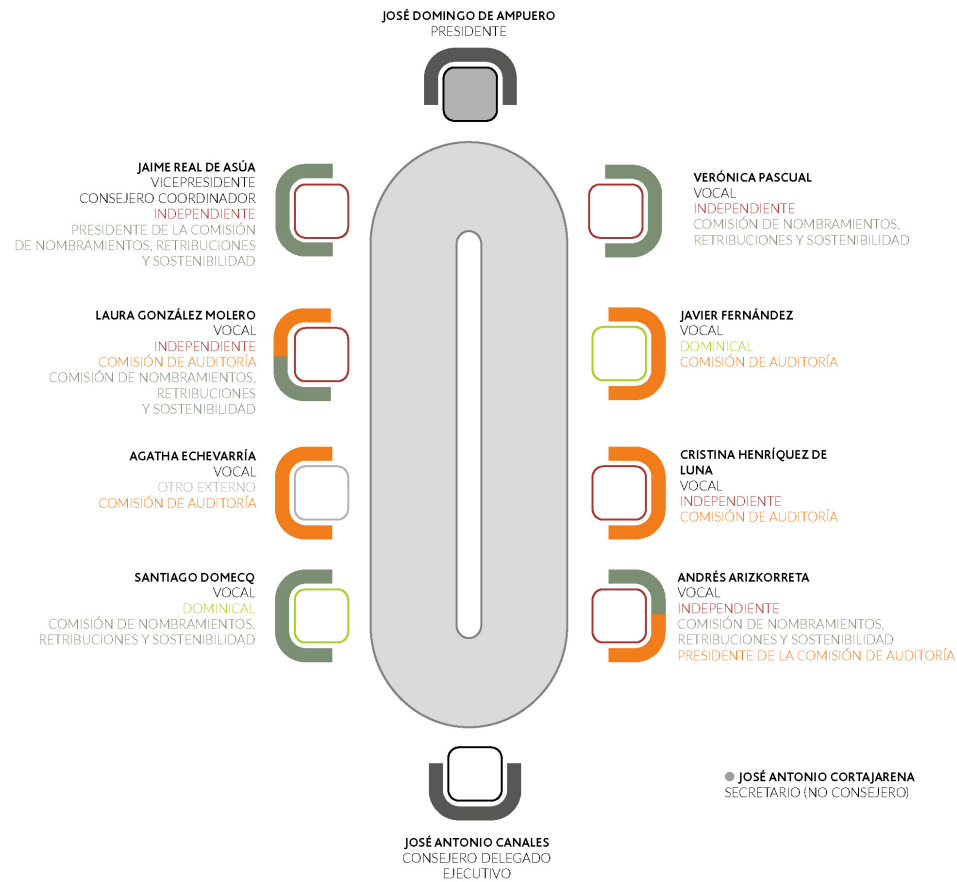 JOSÉ DOMINGO DE AMPUERO
PRESIDENTE
JAIME REAL DE ASÚA
VICEPRESIDENTE
CONSEJERO COORDINADOR
INDEPENDIENTE
PRESIDENTE DE LA COMISIÓN
DE NOMBRAMIENTOS, RETRIBUCIONES
Y SOSTENIBILIDAD
VERÓNICA PASCUAL
VOCAL
INDEPENDIENTE
COMISIÓN DE NOMBRAMIENTOS,
RETRIBUCIONES Y SOSTENIBILIDAD
LAURA GONZÁLEZ MOLERO
VOCAL
INDEPENDIENTE
COMISIÓN DE AUDITORÍA
COMISIÓN DE NOMBRAMIENTOS,
RETRIBUCIONES
Y SOSTENIBILIDAD
JAVIER FERNÁNDEZ
VOCAL
DOMINICAL
COMISIÓN DE AUDITORÍA
AGATHA ECHEVARRÍA
VOCAL
OTRO EXTERNO
COMISIÓN DE AUDITORÍA
CRISTINA HENRÍQUEZ DE
LUNA
VOCAL
INDEPENDIENTE
COMISIÓN DE AUDITORÍA
SANTIAGO DOMECQ
VOCAL
DOMINICAL
COMISIÓN DE NOMBRAMIENTOS,
RETRIBUCIONES Y SOSTENIBILIDAD
ANDRÉS ARIZKORRETA
VOCAL
INDEPENDIENTE
COMISIÓN DE NOMBRAMIENTOS,
RETRIBUCIONES Y SOSTENIBILIDAD
PRESIDENTE DE LA COMISIÓN DE AUDITORÍA
JOSÉ ANTONIO CORTAJARENA
SECRETARIO (NO CONSEJERO)
JOSÉ ANTONIO CANALES
CONSEJERO DELEGADO
EJECUTIVO